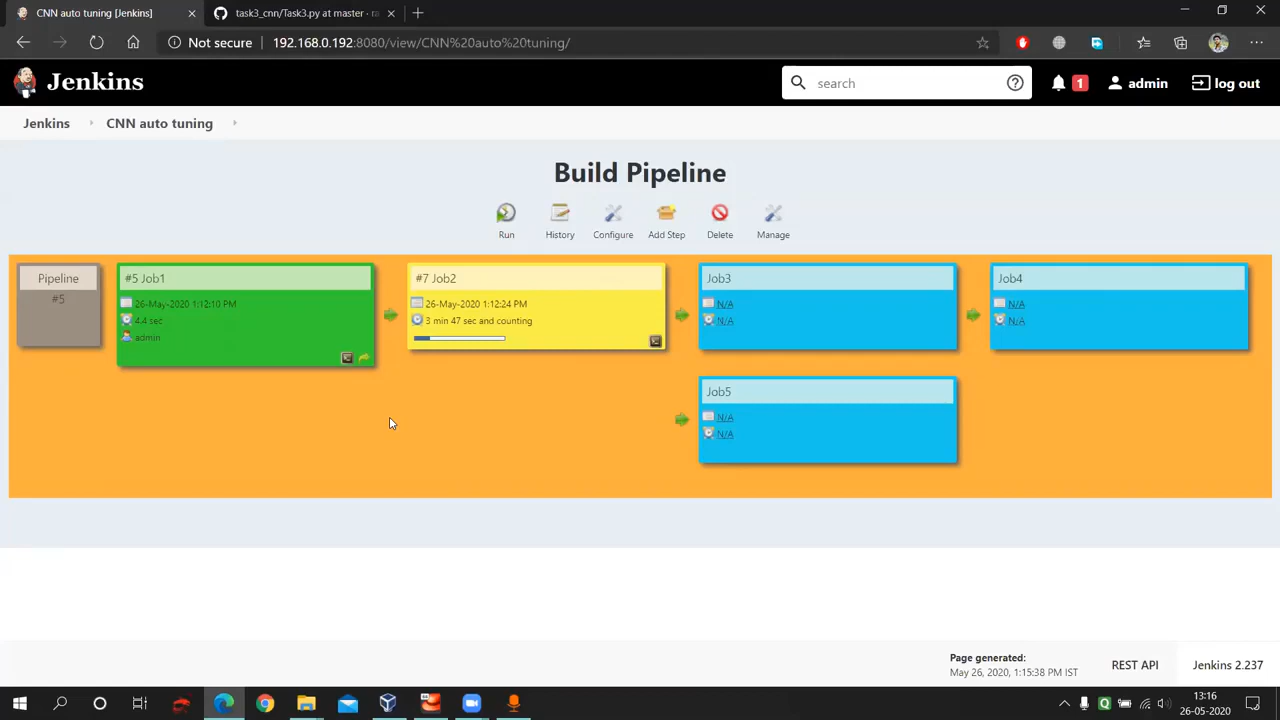 CNN auto tuning [Jenkins]
task3_cnn/Task3.py at master · ra
Not secure
192.168.0.192:8080/view/CNN%20auto%20tuning/
Jenkins
search
1
admin
log out
Jenkins
CNN auto tuning
Build Pipeline
Run
History
Configure
Add Step
Delete
Manage
Pipeline
#5
#5 Job1
26-May-2020 1:12:10 PM
4.4 sec
admin
#7 Job2
26-May-2020 1:12:24 PM
3 min 47 sec and counting
Job3
N/A
N/A
Job4
N/A
N/A
Job5
N/A
N/A
Page generated:
May 26, 2020, 1:15:38 PM IST
REST API
Jenkins 2.237
13:16
26-05-2020